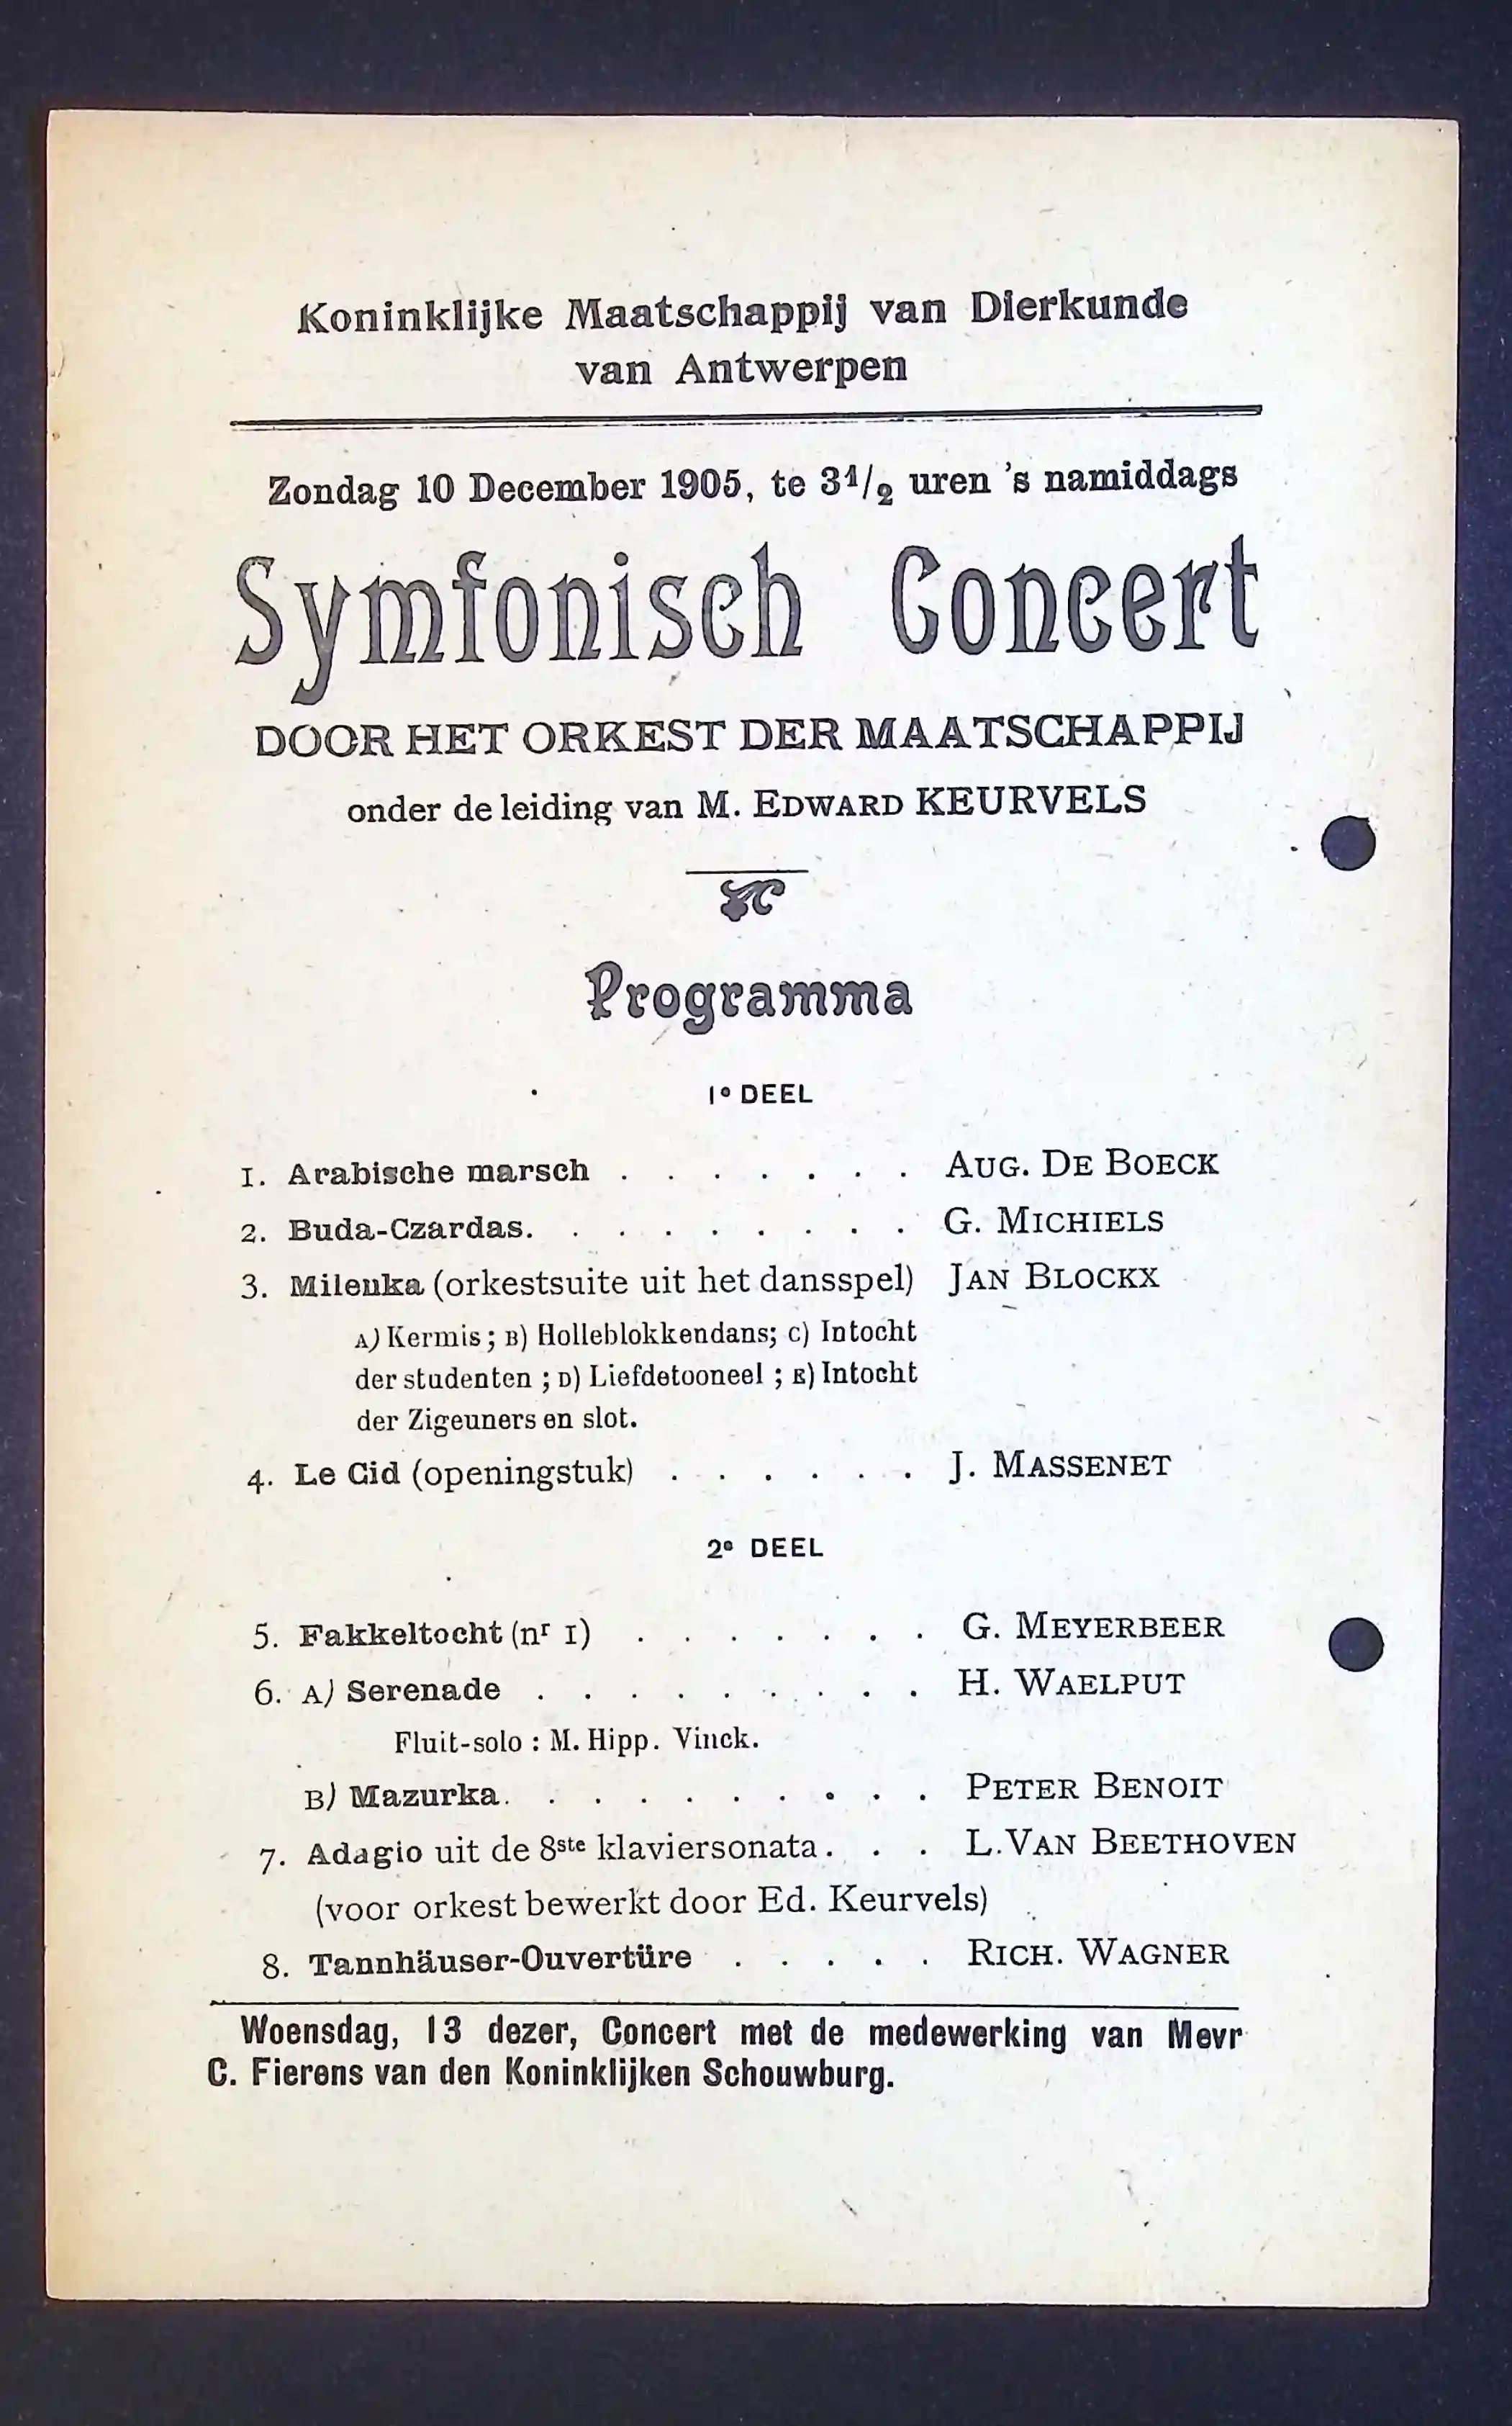 Koninklijke Maatschappij van Dierkunde
van Antwerpen
Zondag 10 December 1905, te 3 1/2 uren 's namiddags
Symfonisch Concert
DOOR HET ORKEST DER MAATSCHAPPIJ
onder de leiding van M. EDWARD KEURVELS
Programma
1e DEEL
1. Arabische marsch . . . . . . . AUG. DE BOECK
2. Buda-Czardas. . . . . . . . . G. MICHIELS
3. Milenka (orkestsuite uit het dansspel) JAN BLOCKX
A) Kermis ; B) Holleblokkendans; C) Intocht
der studenten ; D) Liefdetooneel ; E) Intocht
der Zigeuners en slot.
4. Le Cid (openingstuk) . . . . . . J. MASSENET
2e DEEL
5. Fakkeltocht (nr 1) . . . . . . . G. MEYERBEER
6. A) Serenade . . . . . . . . . H. WAELPUT
Fluit-solo : M. Hipp. Vinck.
B) Mazurka. . . . . . . . . . PETER BENOIT
7. Adagio uit de 8ste klaviersonata. . . L. VAN BEETHOVEN
(voor orkest bewerkt door Ed. Keurvels)
8. Tannhäuser-Ouvertüre . . . . . RICH. WAGNER
Woensdag, 13 dezer, Concert met de medewerking van Mevr
C. Fierens van den Koninklijken Schouwburg.